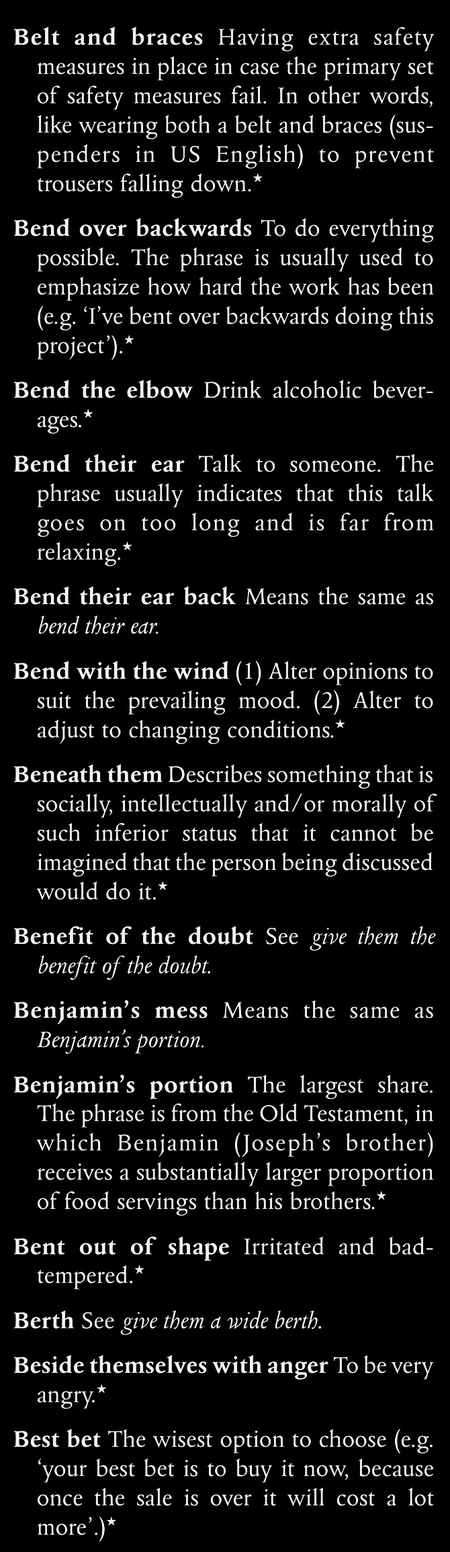 Belt and braces Having extra safety
measures in place in case the primary set
of safety measures fail. In other words,
like wearing both a belt and braces (sus-
penders in US English) to prevent
trousers falling down.★
Bend over backwards To do everything
possible. The phrase is usually used to
emphasize how hard the work has been
(e.g. ‘I’ve bent over backwards doing this
project’).★
Bend the elbow Drink alcoholic bever-
ages.★
Bend their ear Talk to someone. The
phrase usually indicates that this talk
goes on too long and is far from
relaxing.★
Bend their ear back Means the same as
bend their ear.
Bend with the wind (1) Alter opinions to
suit the prevailing mood. (2) Alter to
adjust to changing conditions.★
Beneath them Describes something that is
socially, intellectually and/or morally of
such inferior status that it cannot be
imagined that the person being discussed
would do it.★
Benefit of the doubt See give them the
benefit of the doubt.
Benjamin’s mess Means the same as
Benjamin’s portion.
Benjamin’s portion The largest share.
The phrase is from the Old Testament, in
which Benjamin (Joseph’s brother)
receives a substantially larger proportion
of food servings than his brothers.★
Bent out of shape Irritated and bad-
tempered.★
Berth See give them a wide berth.
Beside themselves with anger To be very
angry.★
Best bet The wisest option to choose (e.g.
‘your best bet is to buy it now, because
once the sale is over it will cost a lot
more’.)★